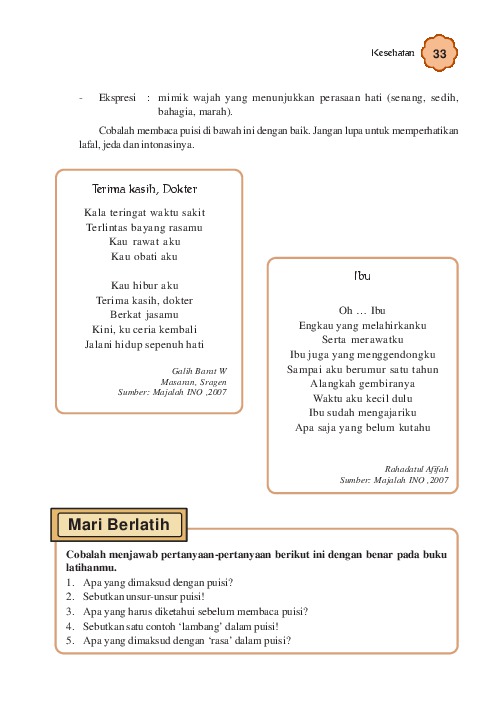 Kesehatan 33
- Ekspresi : mimik wajah yang menunjukkan perasaan hati (senang, sedih,
bahagia, marah).
Cobalah membaca puisi di bawah ini dengan baik. Jangan lupa untuk memperhatikan
lafal, jeda dan intonasinya.
Terima kasih, Dokter
Kala teringat waktu sakit
Terlintas bayang rasamu
Kau rawat aku
Kau obati aku
Kau hibur aku
Terima kasih, dokter
Berkat jasamu
Kini, ku ceria kembali
Jalani hidup sepenuh hati
Galih Barat W
Masaran, Sragen
Sumber: Majalah INO ,2007
Ibu
Oh ... Ibu
Engkau yang melahirkanku
Serta merawatku
Ibu juga yang menggendongku
Sampai aku berumur satu tahun
Alangkah gembiranya
Waktu aku kecil dulu
Ibu sudah mengajariku
Apa saja yang belum kutahu
Rahadatul Afifah
Sumber: Majalah INO ,2007
Mari Berlatih
Cobalah menjawab pertanyaan-pertanyaan berikut ini dengan benar pada buku
latihanmu.
1. Apa yang dimaksud dengan puisi?
2. Sebutkan unsur-unsur puisi!
3. Apa yang harus diketahui sebelum membaca puisi?
4. Sebutkan satu contoh ‘lambang’ dalam puisi!
5. Apa yang dimaksud dengan ‘rasa’ dalam puisi?